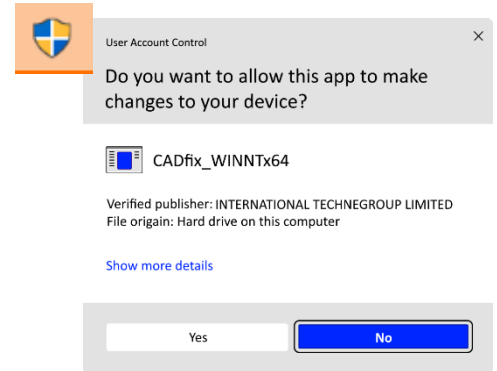 User Account Control
Do you want to allow this app to make
changes to your device?
CADfix_WINNTx64
Verified publisher: INTERNATIONAL TECHNEGROUP LIMITED
File origain: Hard drive on this computer
Show more details
Yes
No